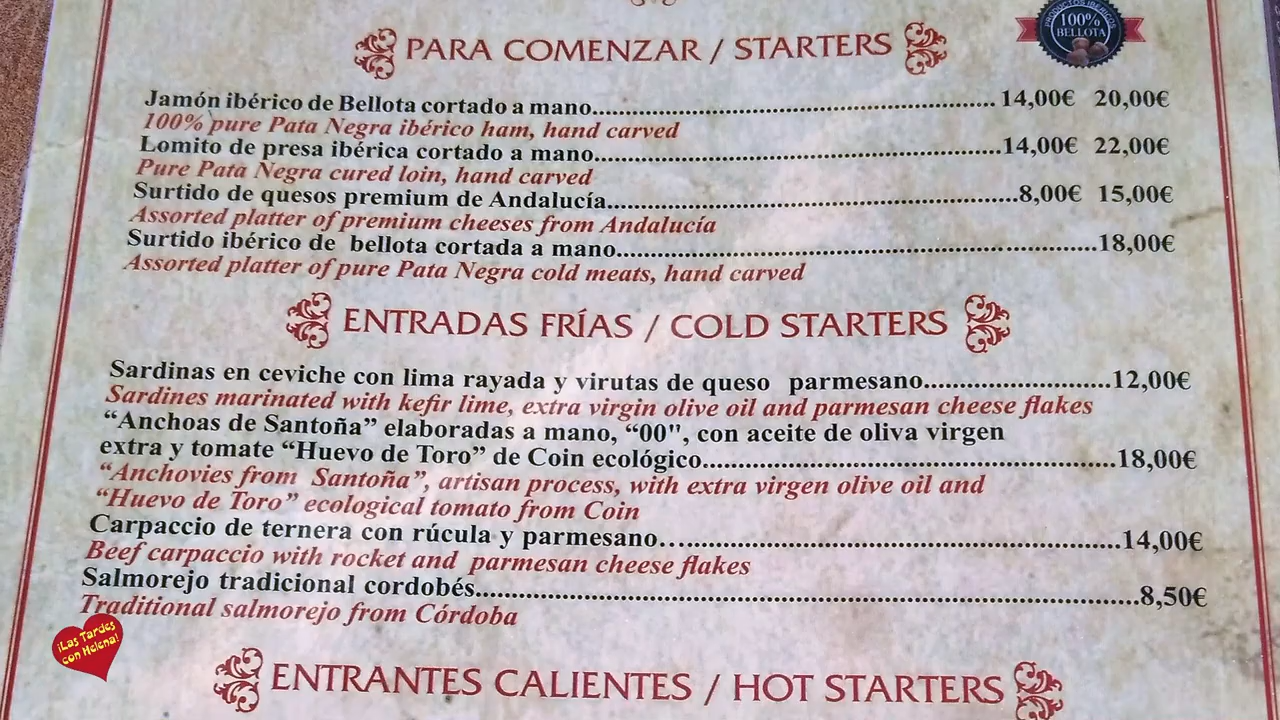 PRODUCTOS IBÉRICOS
100%
BELLOTA
PARA COMENZAR / STARTERS
Jamón ibérico de Bellota cortado a mano.......................................................... 14,00€ 20,00€
100% pure Pata Negra ibérico ham, hand carved
Lomito de presa ibérica cortado a mano..........................................................14,00€ 22,00€
Pure Pata Negra cured loin, hand carved
Surtido de quesos premium de Andalucía..........................................................8,00€ 15,00€
Assorted platter of premium cheeses from Andalucía
Surtido ibérico de bellota cortada a mano..................................................................18,00€
Assorted platter of pure Pata Negra cold meats, hand carved
ENTRADAS FRÍAS / COLD STARTERS
Sardinas en ceviche con lima rayada y virutas de queso parmesano...........................12,00€
Sardines marinated with kefir lime, extra virgin olive oil and parmesan cheese flakes
“Anchoas de Santoña” elaboradas a mano, “00", con aceite de oliva virgen
extra y tomate “Huevo de Toro” de Coin ecológico..........................................................18,00€
“Anchovies from Santoña”, artisan process, with extra virgin olive oil and
“Huevo de Toro” ecological tomato from Coin
Carpaccio de ternera con rúcula y parmesano................................................................14,00€
Beef carpaccio with rocket and parmesan cheese flakes
Salmorejo tradicional cordobés..........................................................................................8,50€
Traditional salmorejo from Córdoba
¡Las Tardes
con Helena!
ENTRANTES CALIENTES / HOT STARTERS